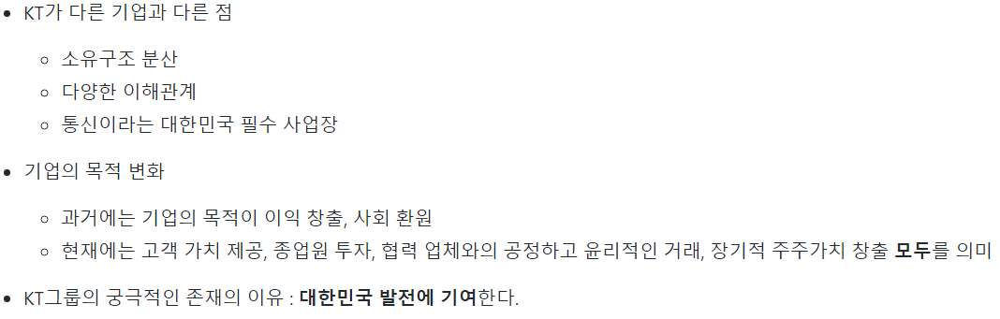 KT가 다른 기업과 다른 점
소유구조 분산
다양한 이해관계
통신이라는 대한민국 필수 사업장
기업의 목적 변화
과거에는 기업의 목적이 이익 창출, 사회 환원
현재에는 고객 가치 제공, 종업원 투자, 협력 업체와의 공정하고 윤리적인 거래, 장기적 주주가치 창출 모두를 의미
KT그룹의 궁극적인 존재의 이유 : 대한민국 발전에 기여한다.